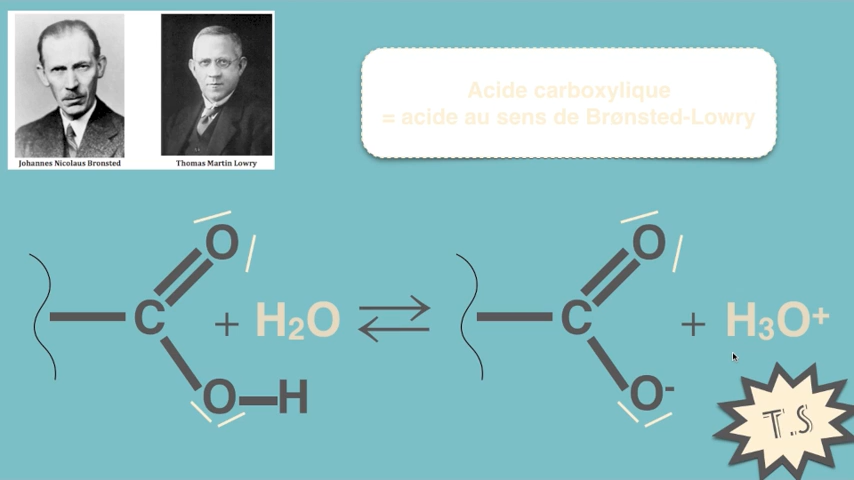 Acide carboxylique
= acide au sens de Brønsted-Lowry
Johannes Nicolaus Bronsted
Thomas Martin Lowry
O
C + H₂O
O—H
O
C + H₃O⁺
O⁻
T.S